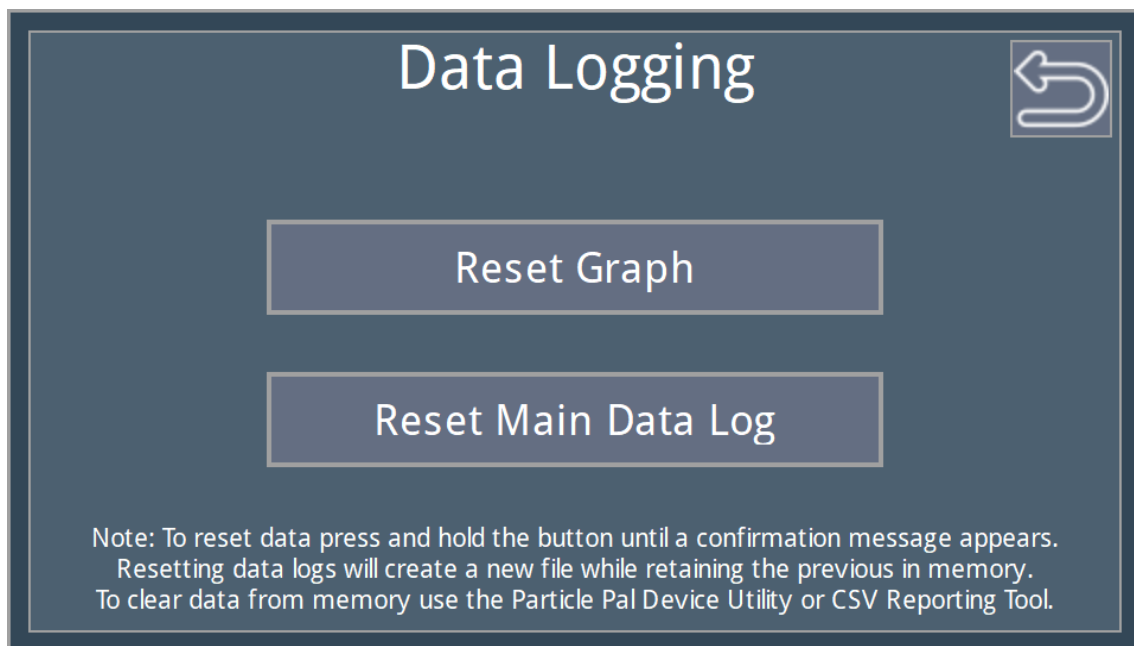 Data Logging
Reset Graph
Reset Main Data Log
Note: To reset data press and hold the button until a confirmation message appears.
Resetting data logs will create a new file while retaining the previous in memory.
To clear data from memory use the Particle Pal Device Utility or CSV Reporting Tool.